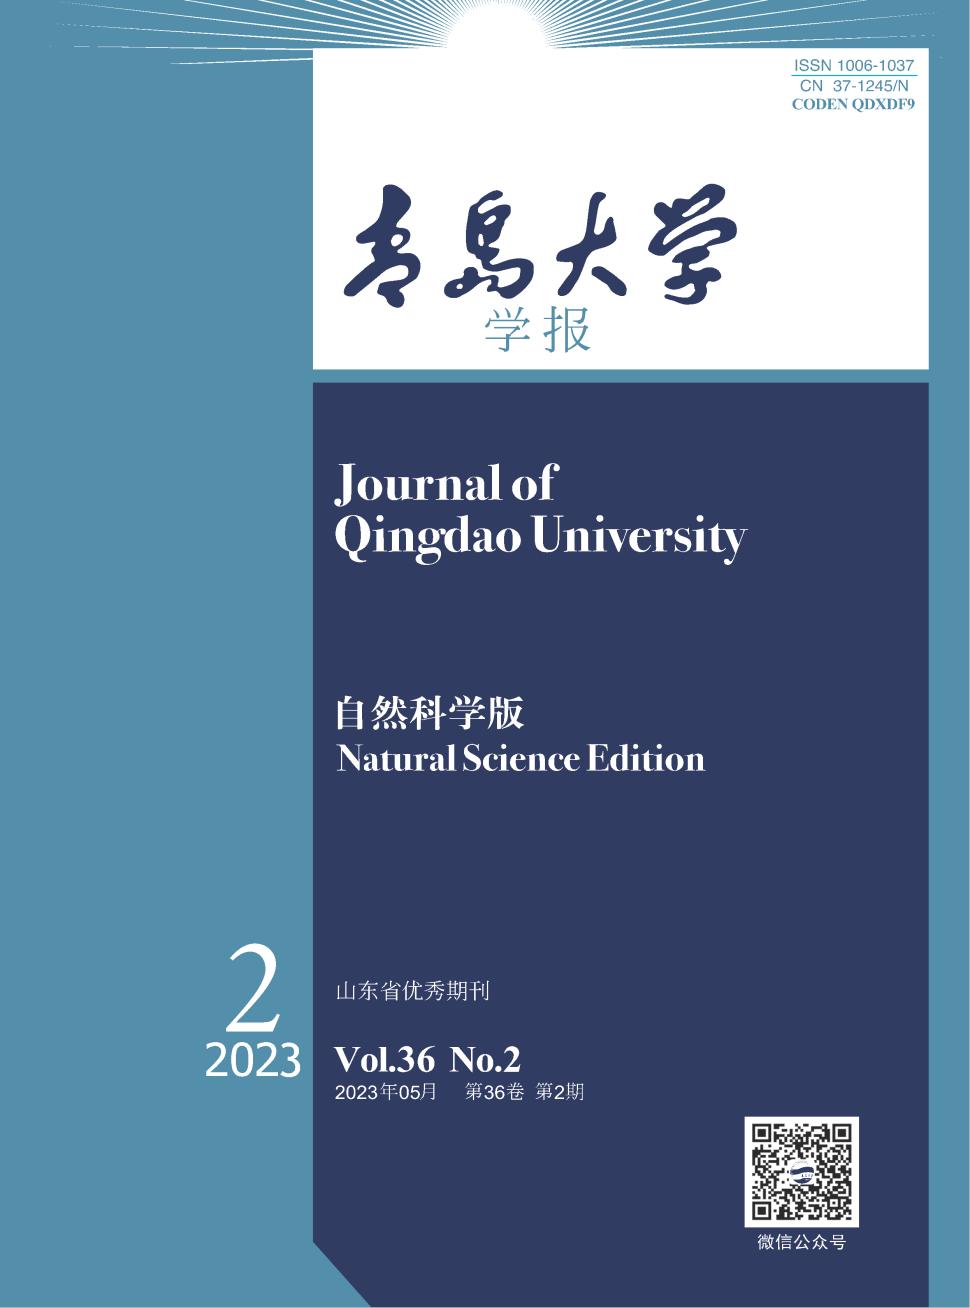 ISSN 1006-1037
CN 37-1245/N
CODEN QDXDF9
青岛大学
学报
Journal of
Qingdao University
自然科学版
Natural Science Edition
2
2023
山东省优秀期刊
Vol.36 No.2
2023年05月 第36卷 第2期
微信公众号